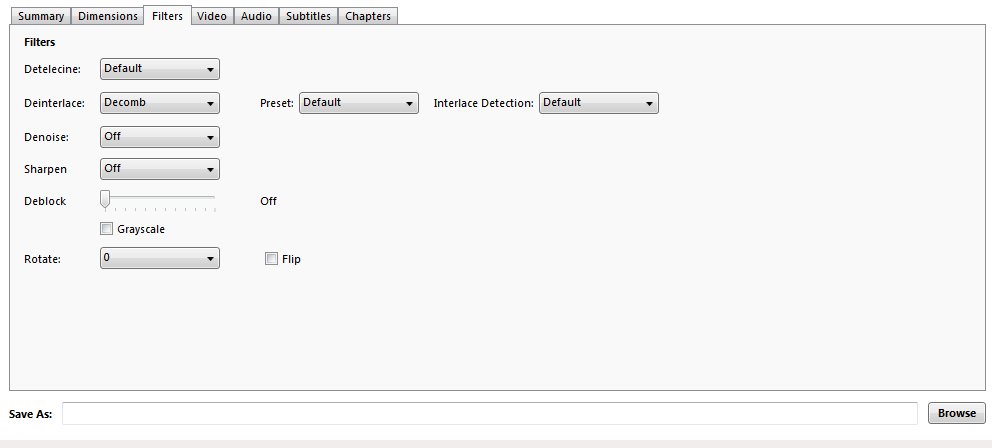 Summary Dimensions Filters Video Audio Subtitles Chapters
Filters
Detelecine: Default
Deinterlace: Decomb Preset: Default Interlace Detection: Default
Denoise: Off
Sharpen Off
Deblock Off
Grayscale
Rotate: 0 Flip
Save As: Browse